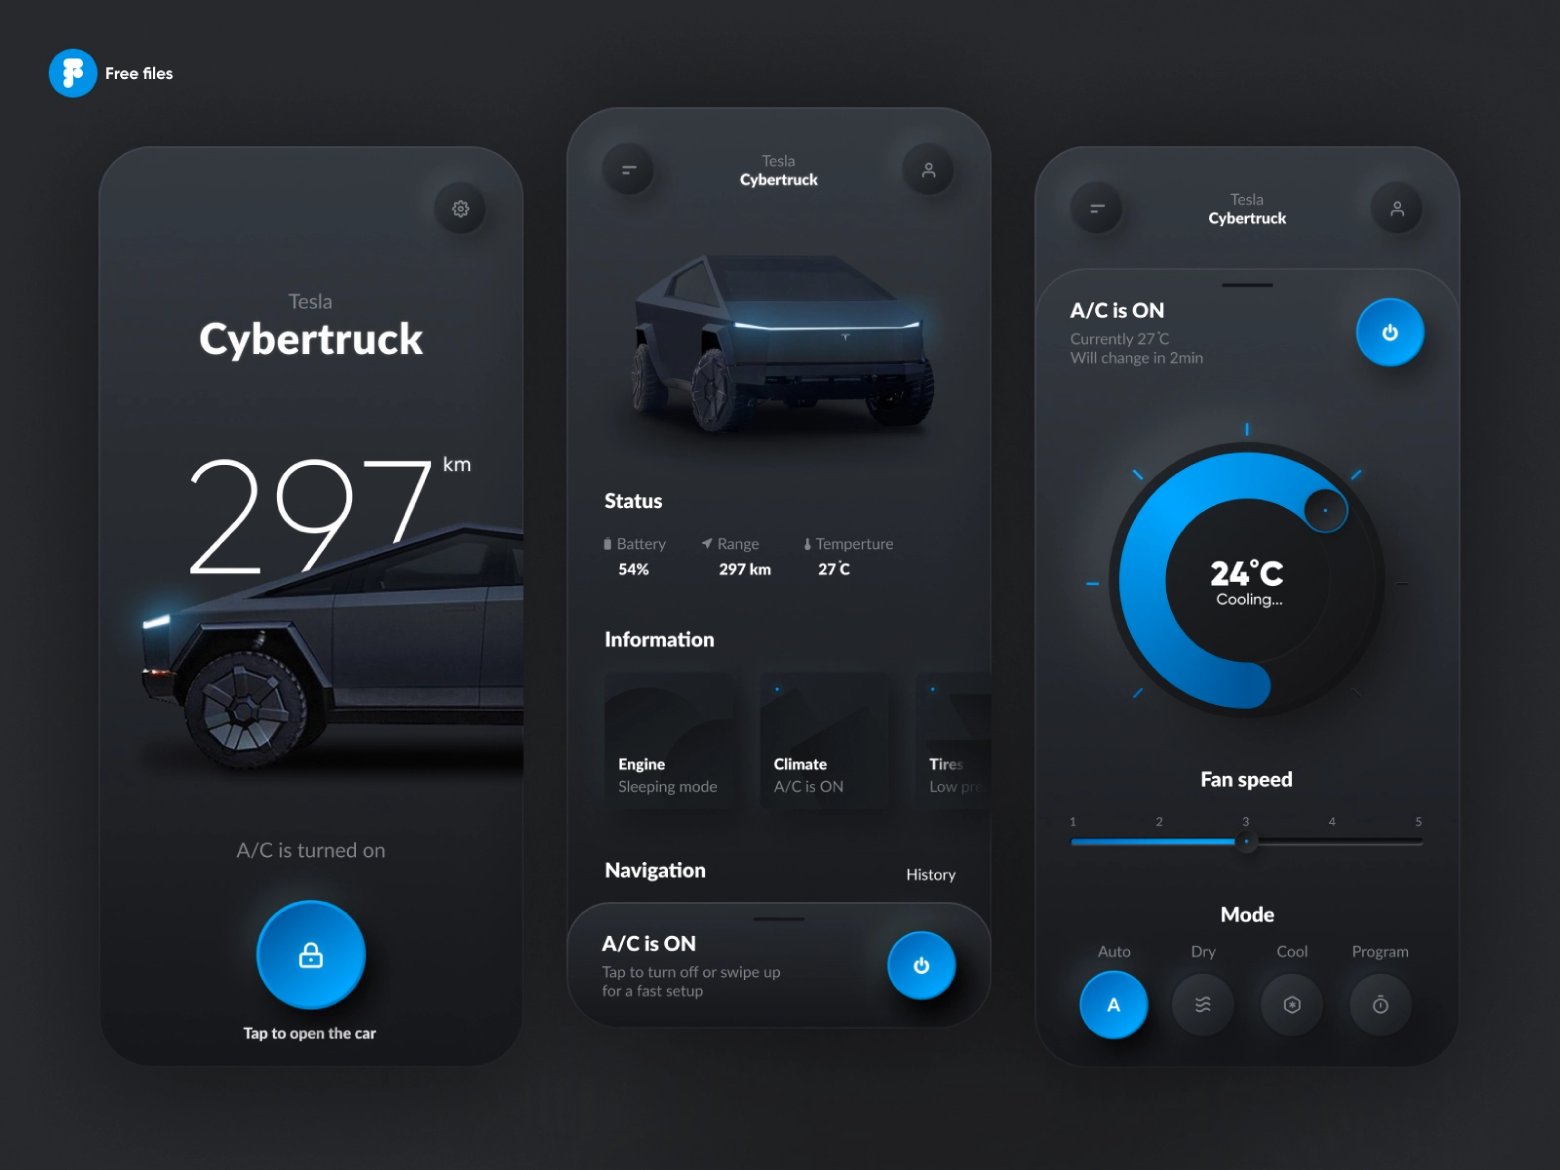 Free files
Tesla
Cybertruck
297 km
A/C is turned on
Tap to open the car
Tesla
Cybertruck
Status
Battery Range Temperture
54% 297 km 27°C
Information
Engine
Sleeping mode
Climate
A/C is ON
Tires
Low pre
Navigation
History
A/C is ON
Tap to turn off or swipe up
for a fast setup
Tesla
Cybertruck
A/C is ON
Currently 27°C
Will change in 2min
24°C
Cooling...
Fan speed
1 2 3 4 5
Mode
Auto Dry Cool Program
A